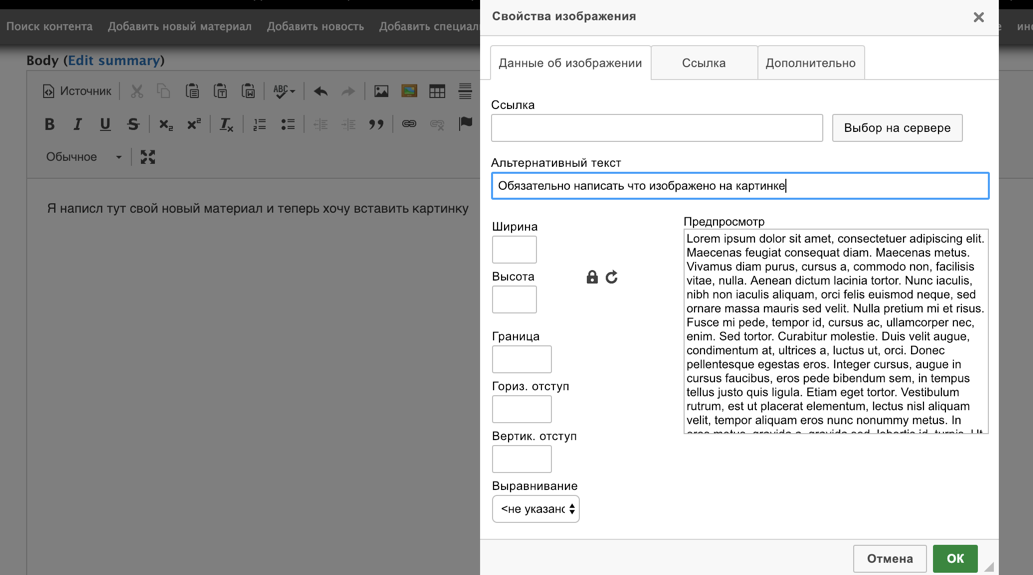 Поиск контента Добавить новый материал Добавить новость Добавить специал
Body (Edit summary)
Источник
ABC
B I U S x₂ x² Tx
Обычное
Я написл тут свой новый материал и теперь хочу вставить картинку
Свойства изображения
Данные об изображении Ссылка Дополнительно
Ссылка
Выбор на сервере
Альтернативный текст
Обязательно написать что изображено на картинке
Ширина
Высота
Граница
Гориз. отступ
Вертик. отступ
Выравнивание
<не указанс
Предпросмотр
Lorem ipsum dolor sit amet, consectetuer adipiscing elit.
Maecenas feugiat consequat diam. Maecenas metus.
Vivamus diam purus, cursus a, commodo non, facilisis
vitae, nulla. Aenean dictum lacinia tortor. Nunc iaculis,
nibh non iaculis aliquam, orci felis euismod neque, sed
ornare massa mauris sed velit. Nulla pretium mi et risus.
Fusce mi pede, tempor id, cursus ac, ullamcorper nec,
enim. Sed tortor. Curabitur molestie. Duis velit augue,
condimentum at, ultrices a, luctus ut, orci. Donec
pellentesque egestas eros. Integer cursus, augue in
cursus faucibus, eros pede bibendum sem, in tempus
tellus justo quis ligula. Etiam eget tortor. Vestibulum
rutrum, est ut placerat elementum, lectus nisl aliquam
velit, tempor aliquam eros nunc nonummy metus. In
Отмена OK